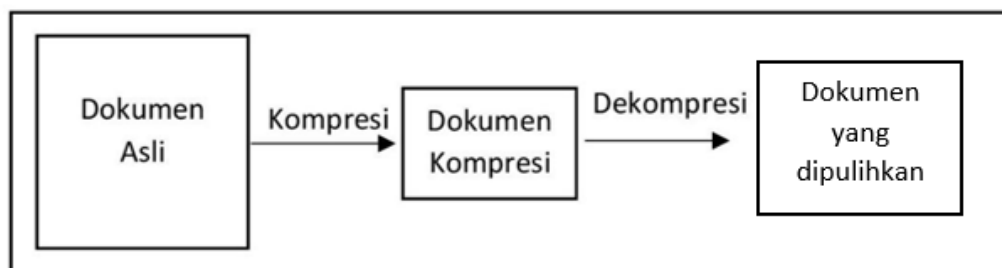 Dokumen
Asli
Kompresi
Dokumen
Kompresi
Dekompresi
Dokumen
yang
dipulihkan